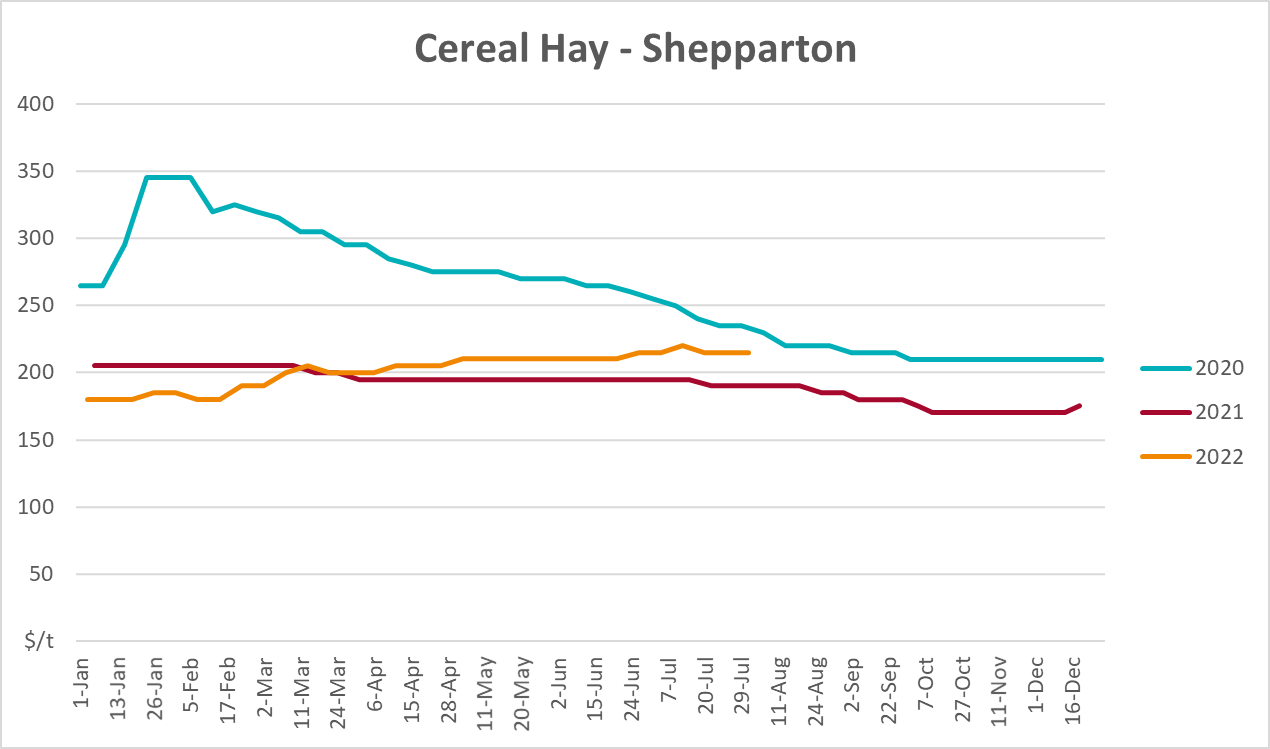 Cereal Hay - Shepparton
400
350
300
250
200
150
100
50
$/t
2020
2021
2022
1-Jan
13-Jan
26-Jan
5-Feb
17-Feb
2-Mar
11-Mar
24-Mar
6-Apr
15-Apr
28-Apr
11-May
20-May
2-Jun
15-Jun
24-Jun
7-Jul
20-Jul
29-Jul
11-Aug
24-Aug
2-Sep
22-Sep
7-Oct
27-Oct
11-Nov
1-Dec
16-Dec